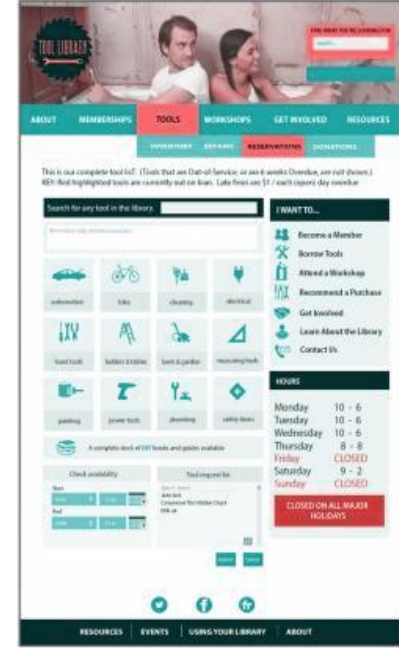 TOOL LIBRARY
FIND WHAT YOU'RE LOOKING FOR
ABOUT MEMBERSHIPS TOOLS WORKSHOPS GET INVOLVED RESOURCES
INVENTORY REPAIRS RESERVATIONS DONATIONS
This is our complete tool list. (Tools that are Out-of-Service, or are 6 weeks Overdue, are not shown.)
KEY: Red highlighted tools are currently out on loan. Late fines are $1 / each (open) day overdue
Search for any tool in the library.
automotive bike cleaning electrical
hand tools ladders & tables lawn & garden measuring tools
painting power tools plumbing safety items
A complete stock of DIY books and guides available
Check availability
Start
End
Tool request list
I WANT TO...
Become a Member
Borrow Tools
Attend a Workshop
Recommend a Purchase
Get Involved
Learn About the Library
Contact Us
HOURS
Monday 10 - 6
Tuesday 10 - 6
Wednesday 10 - 6
Thursday 8 - 8
Friday CLOSED
Saturday 9 - 2
Sunday CLOSED
CLOSED ON ALL MAJOR
HOLIDAYS
RESOURCES EVENTS USING YOUR LIBRARY ABOUT